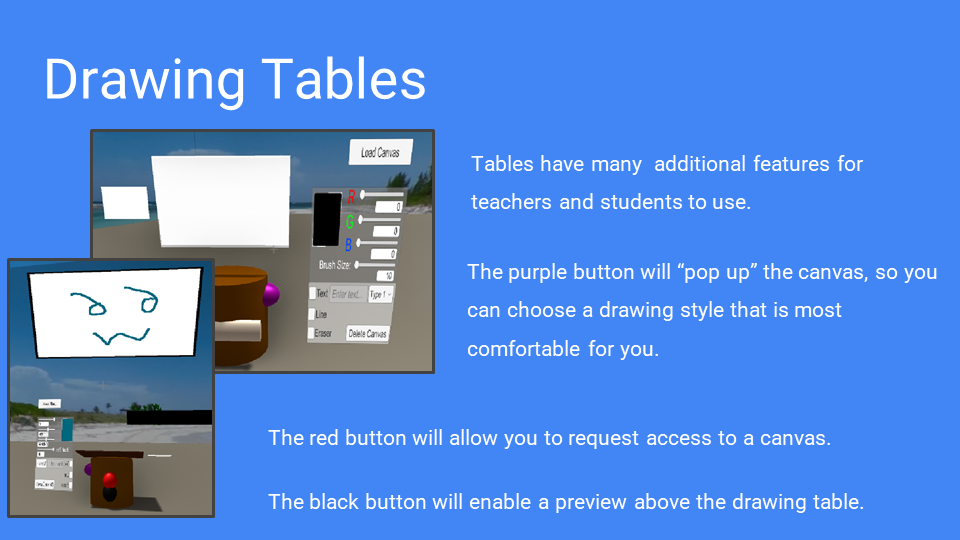 Drawing Tables
Load Canvas
R
0
G
0
B
0
Brush Size:
10
Text Enter text... Type 1
Line
Eraser Delete Canvas
Tables have many additional features for
teachers and students to use.
The purple button will “pop up” the canvas, so you
can choose a drawing style that is most
comfortable for you.
The red button will allow you to request access to a canvas.
The black button will enable a preview above the drawing table.